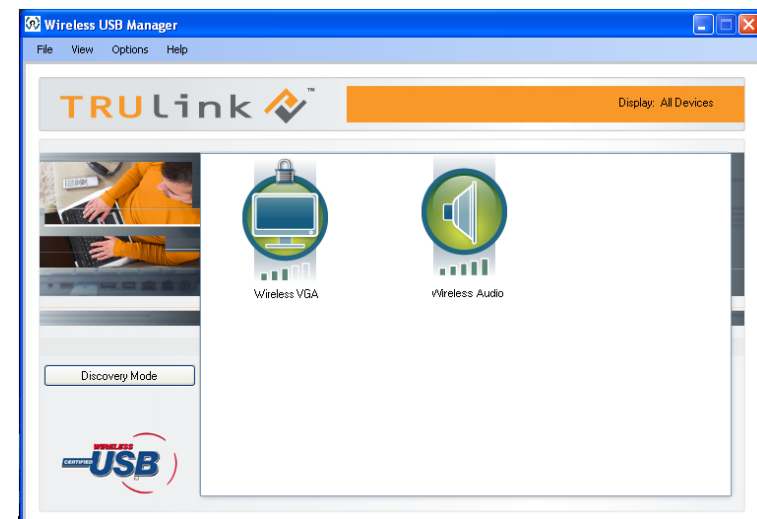 Wireless USB Manager
File View Options Help
TRULink ™
Display: All Devices
Wireless VGA
Wireless Audio
Discovery Mode
WIRELESS
CERTIFIED USB